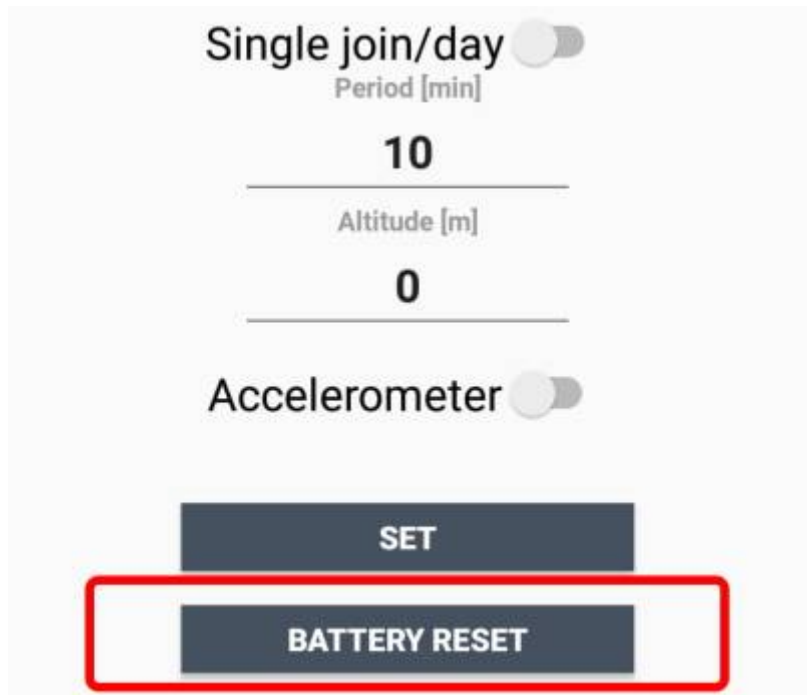 Single join/day
Period [min]
10
Altitude [m]
0
Accelerometer
SET
BATTERY RESET